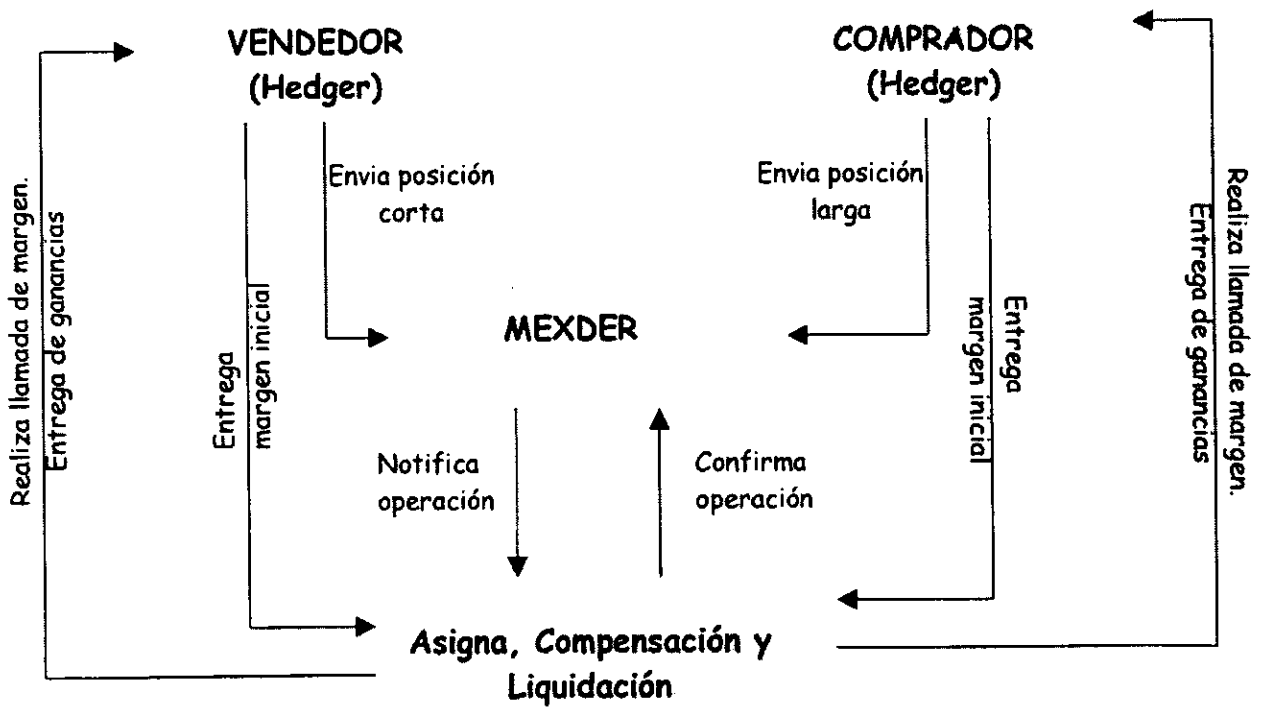 VENDEDOR
(Hedger)
COMPRADOR
(Hedger)
Envia posición
corta
Envia posición
larga
Realiza llamada de margen.
Entrega de ganancias
Entrega
margen inicial
MEXDER
Entrega
margen inicial
Realiza llamada de margen.
Entrega de ganancias
Notifica
operación
Confirma
operación
Asigna, Compensación y
Liquidación